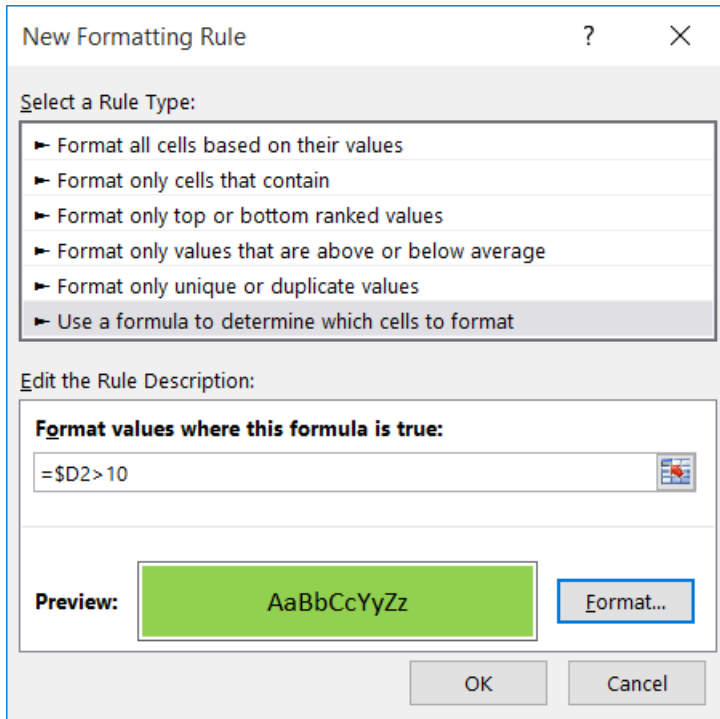 New Formatting Rule ?
Select a Rule Type:
► Format all cells based on their values
► Format only cells that contain
► Format only top or bottom ranked values
► Format only values that are above or below average
► Format only unique or duplicate values
► Use a formula to determine which cells to format
Edit the Rule Description:
Format values where this formula is true:
=$D2>10
Preview: AaBbCcYyZz Format...
OK Cancel